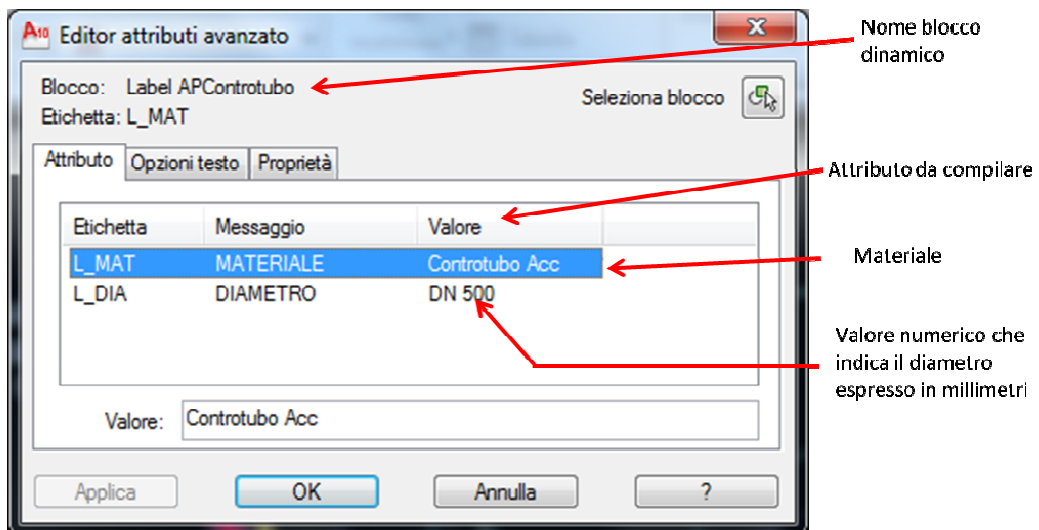 A10 Editor attributi avanzato
Nome blocco
dinamico
Blocco: Label APControtubo
Seleziona blocco
Etichetta: L_MAT
Attributo Opzioni testo Proprietà
Attributo da compilare
Etichetta Messaggio Valore
L_MAT MATERIALE Controtubo Acc
Materiale
L_DIA DIAMETRO DN 500
Valore numerico che
indica il diametro
espresso in millimetri
Valore: Controtubo Acc
Applica OK Annulla ?